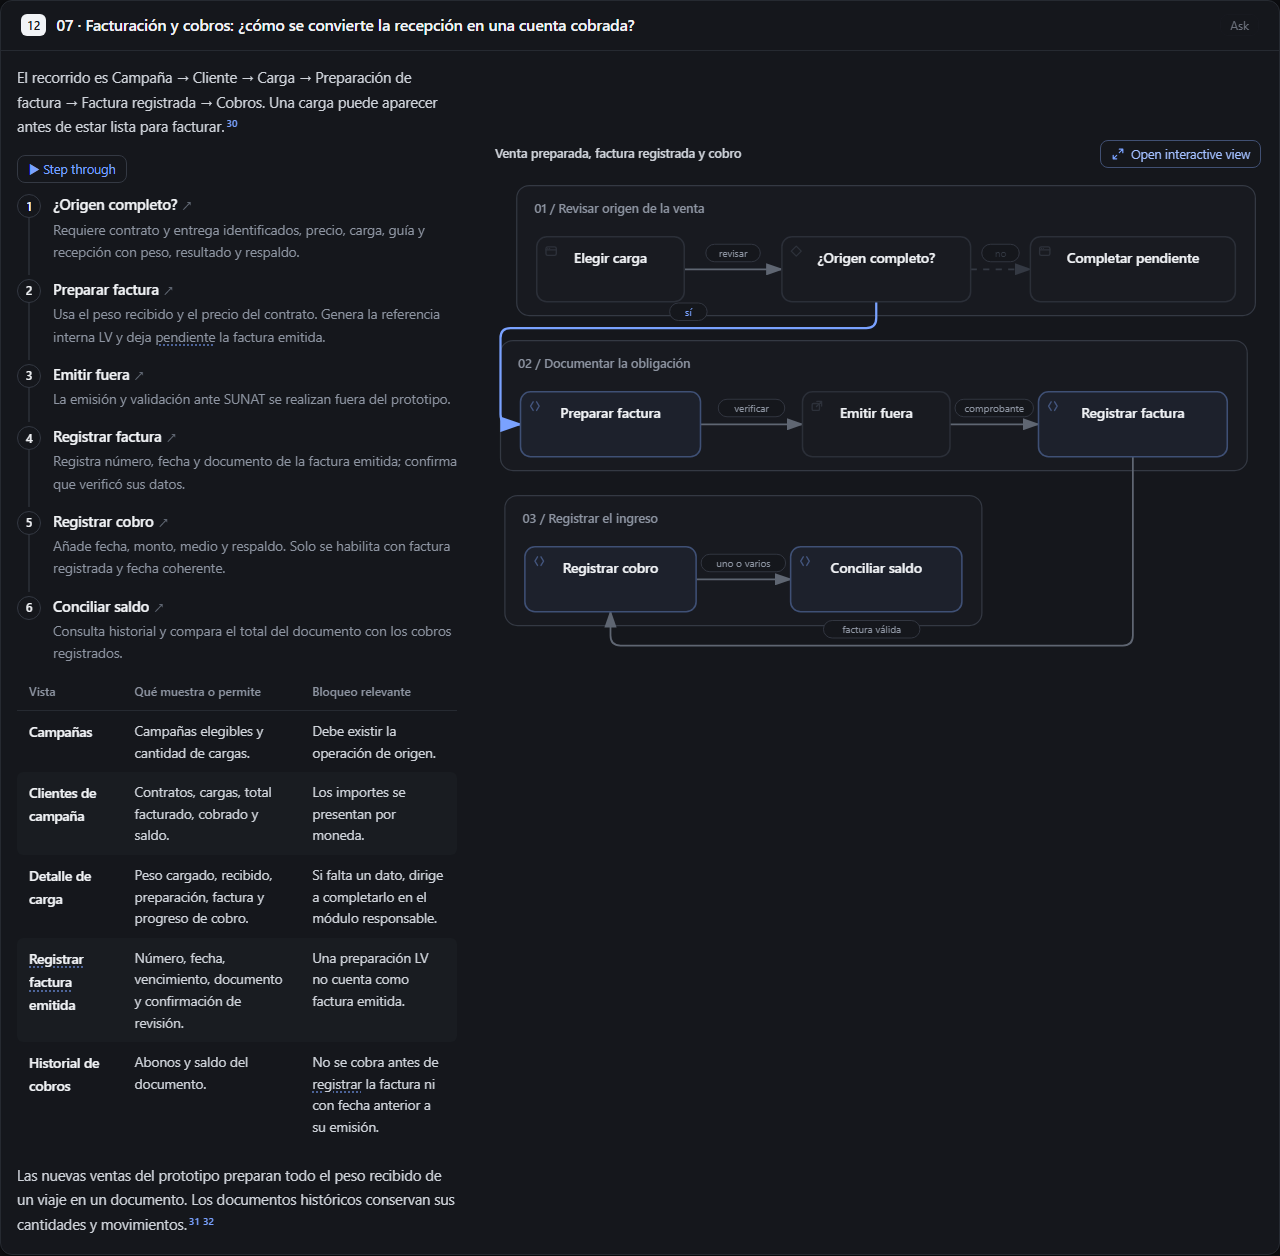 12 07 · Facturación y cobros: ¿cómo se convierte la recepción en una cuenta cobrada?
Ask
El recorrido es Campaña → Cliente → Carga → Preparación de
factura → Factura registrada → Cobros. Una carga puede aparecer
antes de estar lista para facturar. 30
Step through
1 ¿Origen completo? ↗
Requiere contrato y entrega identificados, precio, carga, guía y
recepción con peso, resultado y respaldo.
2 Preparar factura ↗
Usa el peso recibido y el precio del contrato. Genera la referencia
interna LV y deja pendiente la factura emitida.
3 Emitir fuera ↗
La emisión y validación ante SUNAT se realizan fuera del prototipo.
4 Registrar factura ↗
Registra número, fecha y documento de la factura emitida; confirma
que verificó sus datos.
5 Registrar cobro ↗
Añade fecha, monto, medio y respaldo. Solo se habilita con factura
registrada y fecha coherente.
6 Conciliar saldo ↗
Consulta historial y compara el total del documento con los cobros
registrados.
Vista
Qué muestra o permite
Bloqueo relevante
Campañas
Campañas elegibles y
cantidad de cargas.
Debe existir la
operación de origen.
Clientes de
campaña
Contratos, cargas, total
facturado, cobrado y
saldo.
Los importes se
presentan por
moneda.
Detalle de
carga
Peso cargado, recibido,
preparación, factura y
progreso de cobro.
Si falta un dato, dirige
a completarlo en el
módulo responsable.
Registrar
factura
emitida
Número, fecha,
vencimiento, documento
y confirmación de
revisión.
Una preparación LV
no cuenta como
factura emitida.
Historial de
cobros
Abonos y saldo del
documento.
No se cobra antes de
registrar la factura ni
con fecha anterior a
su emisión.
Las nuevas ventas del prototipo preparan todo el peso recibido de
un viaje en un documento. Los documentos históricos conservan sus
cantidades y movimientos. 31 32
Venta preparada, factura registrada y cobro
Open interactive view
01 / Revisar origen de la venta
Elegir carga
revisar
¿Origen completo?
no
Completar pendiente
sí
02 / Documentar la obligación
Preparar factura
verificar
Emitir fuera
comprobante
Registrar factura
03 / Registrar el ingreso
Registrar cobro
uno o varios
Conciliar saldo
factura válida